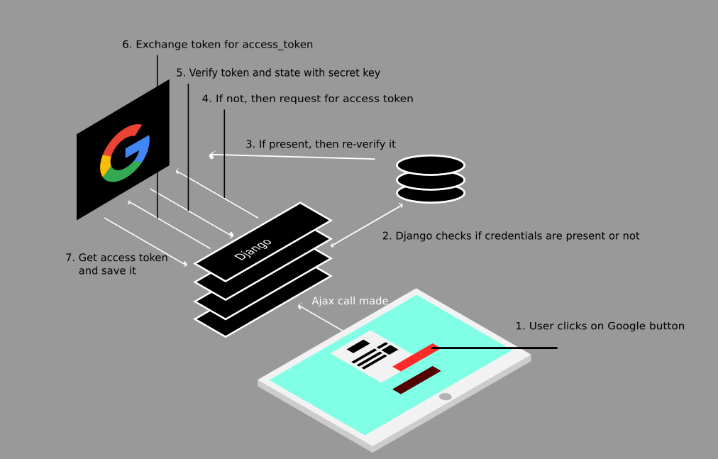 6. Exchange token for access_token
5. Verify token and state with secret key
4. If not, then request for access token
3. If present, then re-verify it
2. Django checks if credentials are present or not
Django
7. Get access token
and save it
Ajax call made
1. User clicks on Google button